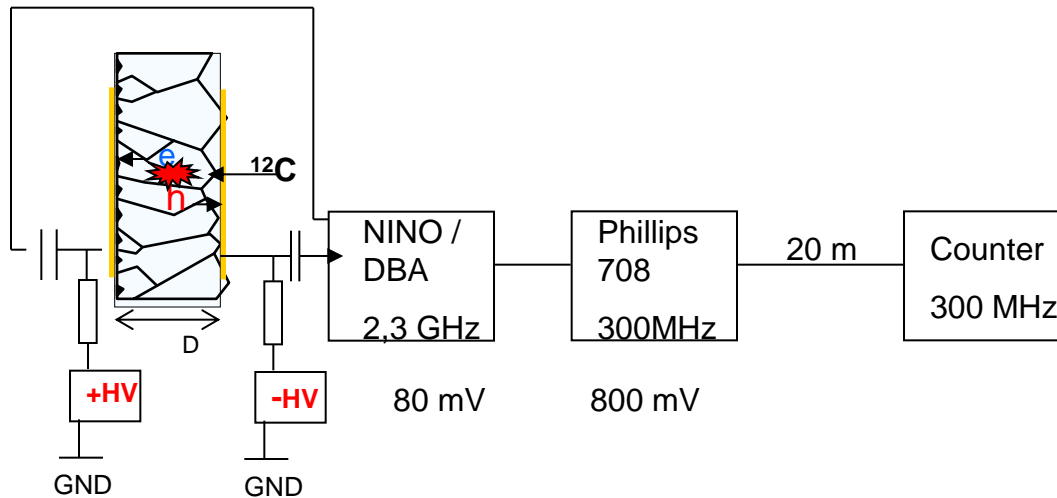 e
12C
h
D
+HV
-HV
GND
GND
NINO /
DBA
2,3 GHz
80 mV
Phillips
708
300MHz
800 mV
20 m
Counter
300 MHz